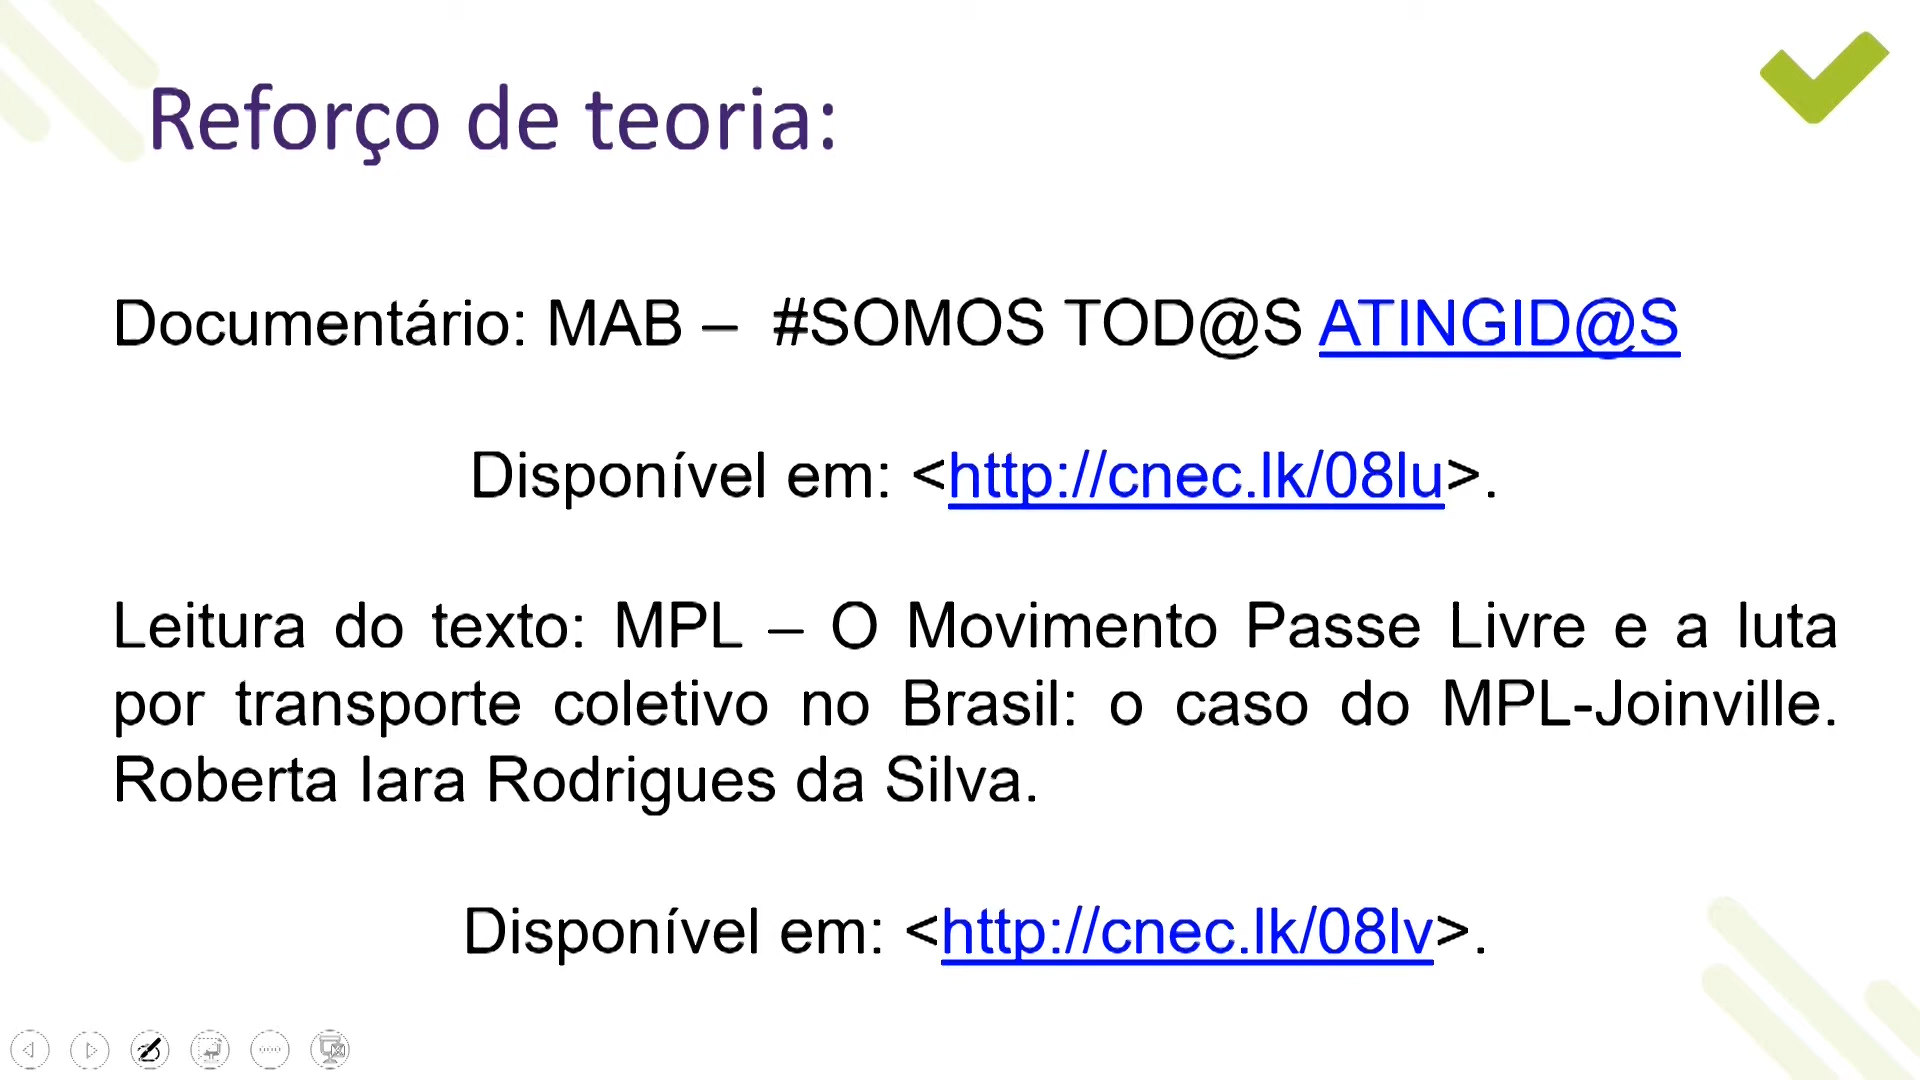 Reforço de teoria:
Documentário: MAB – #SOMOS TOD@S ATINGID@S
Disponível em: <http://cnec.lk/08lu>.
Leitura do texto: MPL – O Movimento Passe Livre e a luta
por transporte coletivo no Brasil: o caso do MPL-Joinville.
Roberta Iara Rodrigues da Silva.
Disponível em: <http://cnec.lk/08lv>.